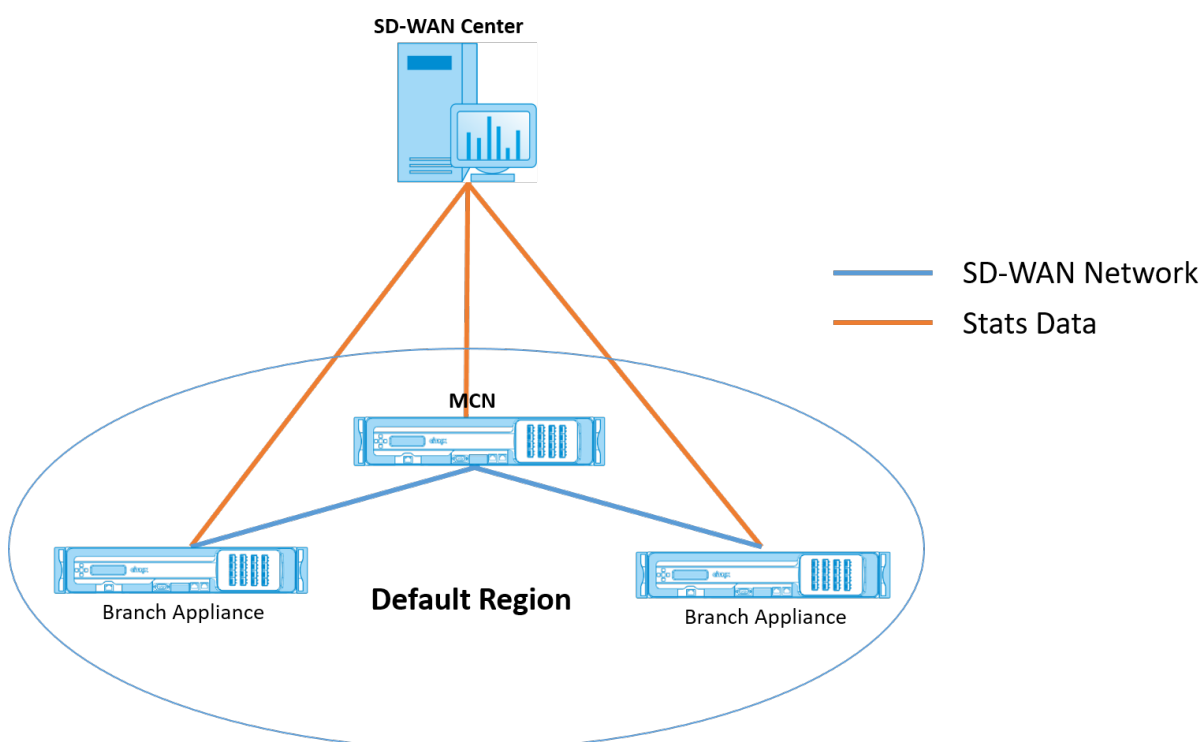 SD-WAN Center
SD-WAN Network
Stats Data
MCN
Branch Appliance
Default Region
Branch Appliance